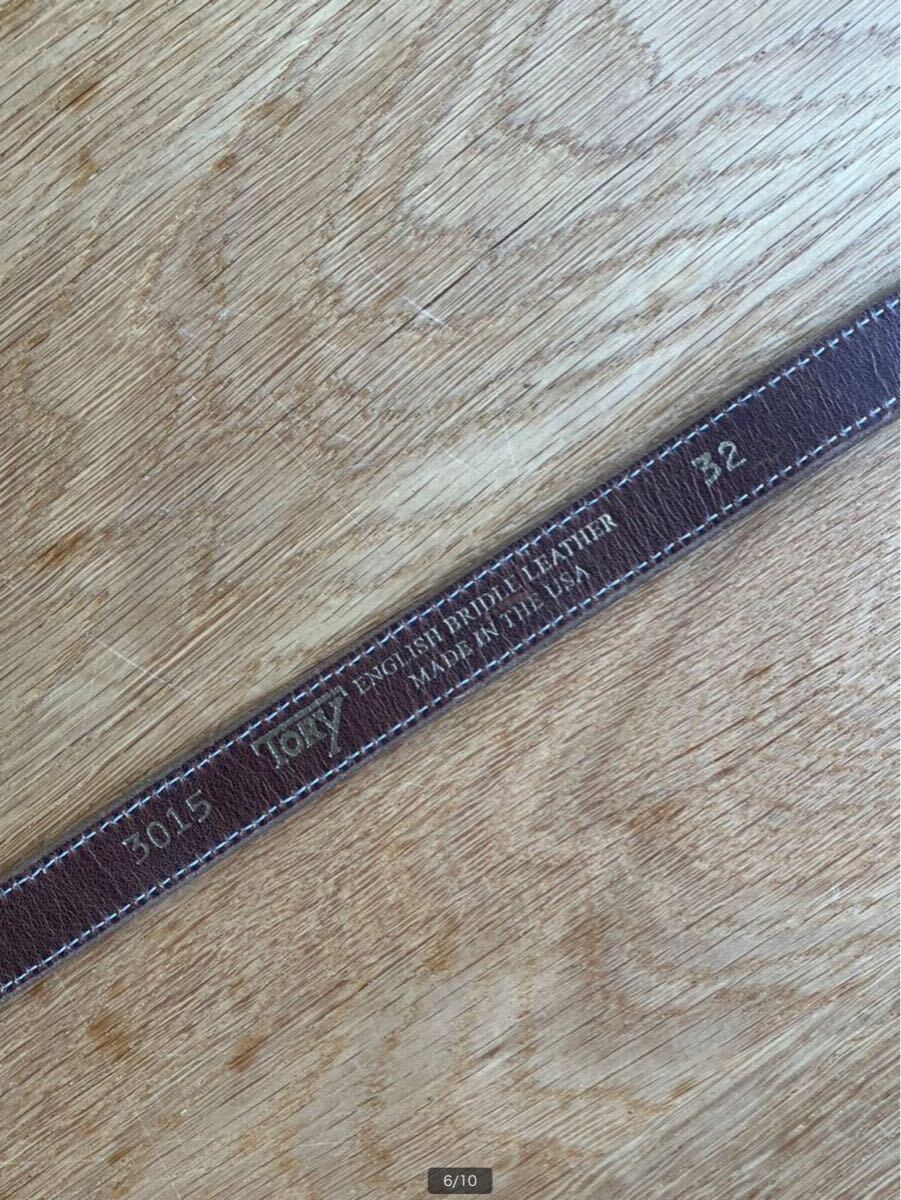 3015
TORY
ENGLISH BRIDLE LEATHER
MADE IN THE USA
32
6/10